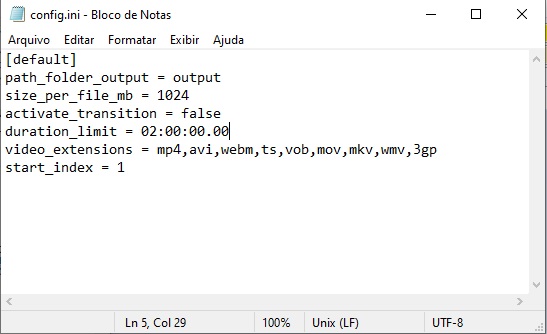 config.ini - Bloco de Notas
Arquivo Editar Formatar Exibir Ajuda
[default]
path_folder_output = output
size_per_file_mb = 1024
activate_transition = false
duration_limit = 02:00:00.00
video_extensions = mp4,avi,webm,ts,vob,mov,mkv,wmv,3gp
start_index = 1
Ln 5, Col 29 100% Unix (LF) UTF-8